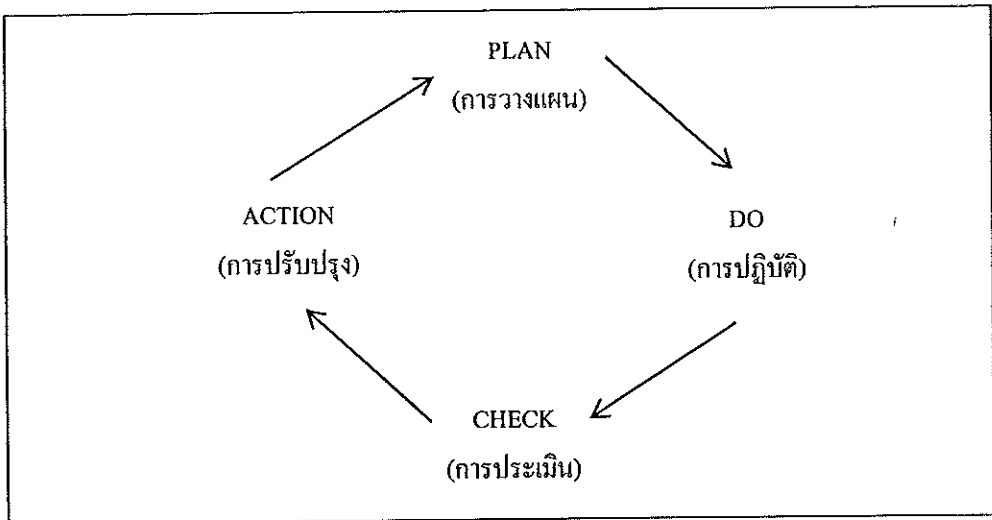 PLAN
(การวางแผน)
DO
(การปฏิบัติ)
CHECK
(การประเมิน)
ACTION
(การปรับปรุง)